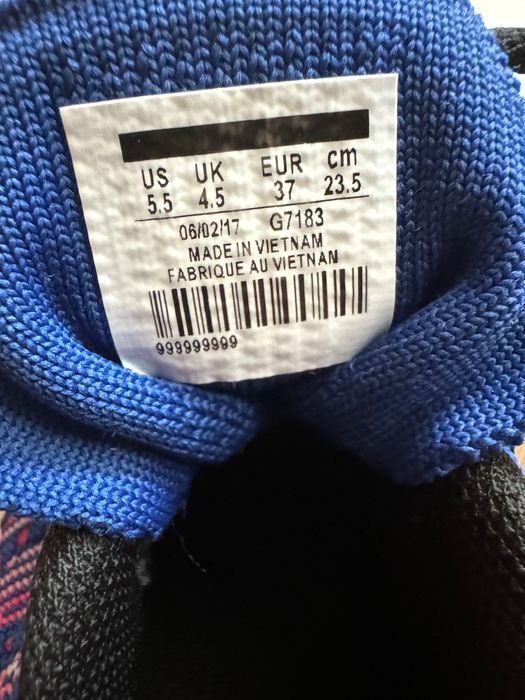 US UK EUR cm
5.5 4.5 37 23.5
06/02/17 G7183
MADE IN VIETNAM
FABRIQUE AU VIETNAM
999999999